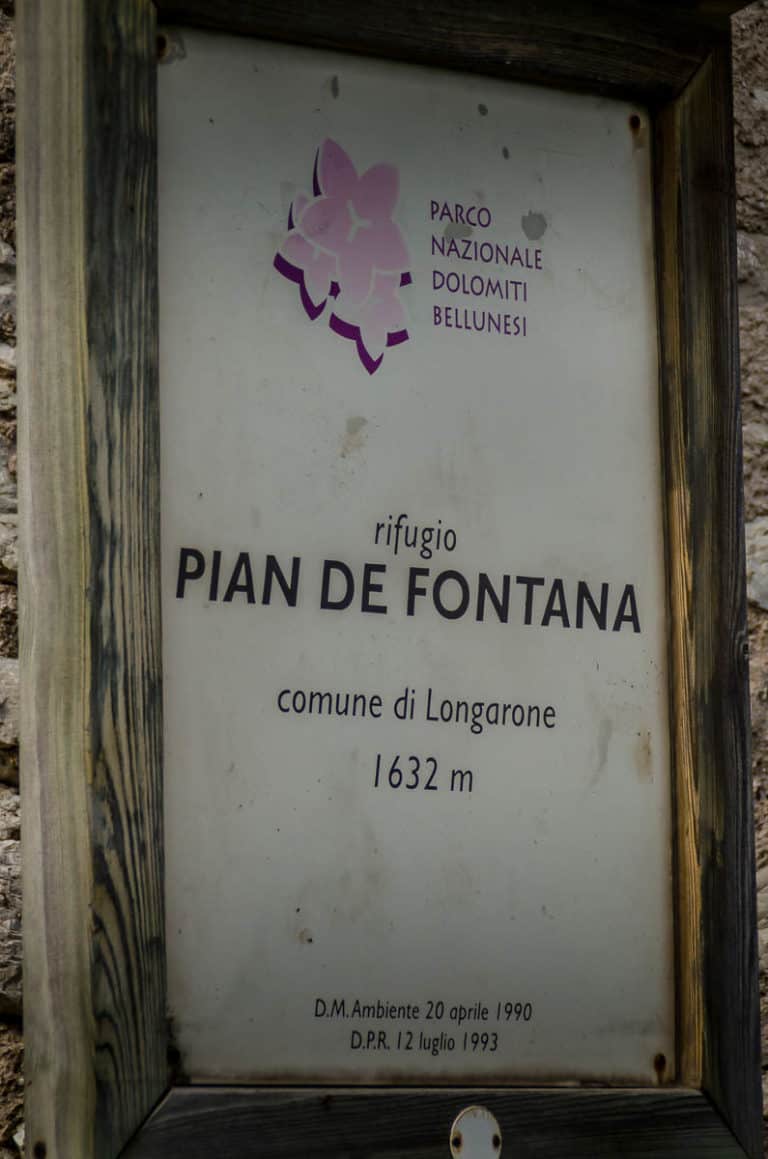 PARCO
NAZIONALE
DOLOMITI
BELLUNESI
rifugio
PIAN DE FONTANA
comune di Longarone
1632 m
D.M. Ambiente 20 aprile 1990
D.P.R. 12 luglio 1993